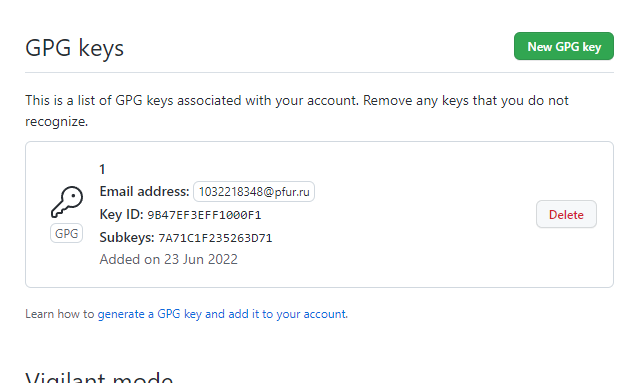 GPG keys
New GPG key
This is a list of GPG keys associated with your account. Remove any keys that you do not
recognize.
1
Email address: 1032218348@pfur.ru
Key ID: 9B47EF3EFF1000F1
GPG
Subkeys: 7A71C1F235263D71
Delete
Added on 23 Jun 2022
Learn how to generate a GPG key and add it to your account.
Vigilant mode